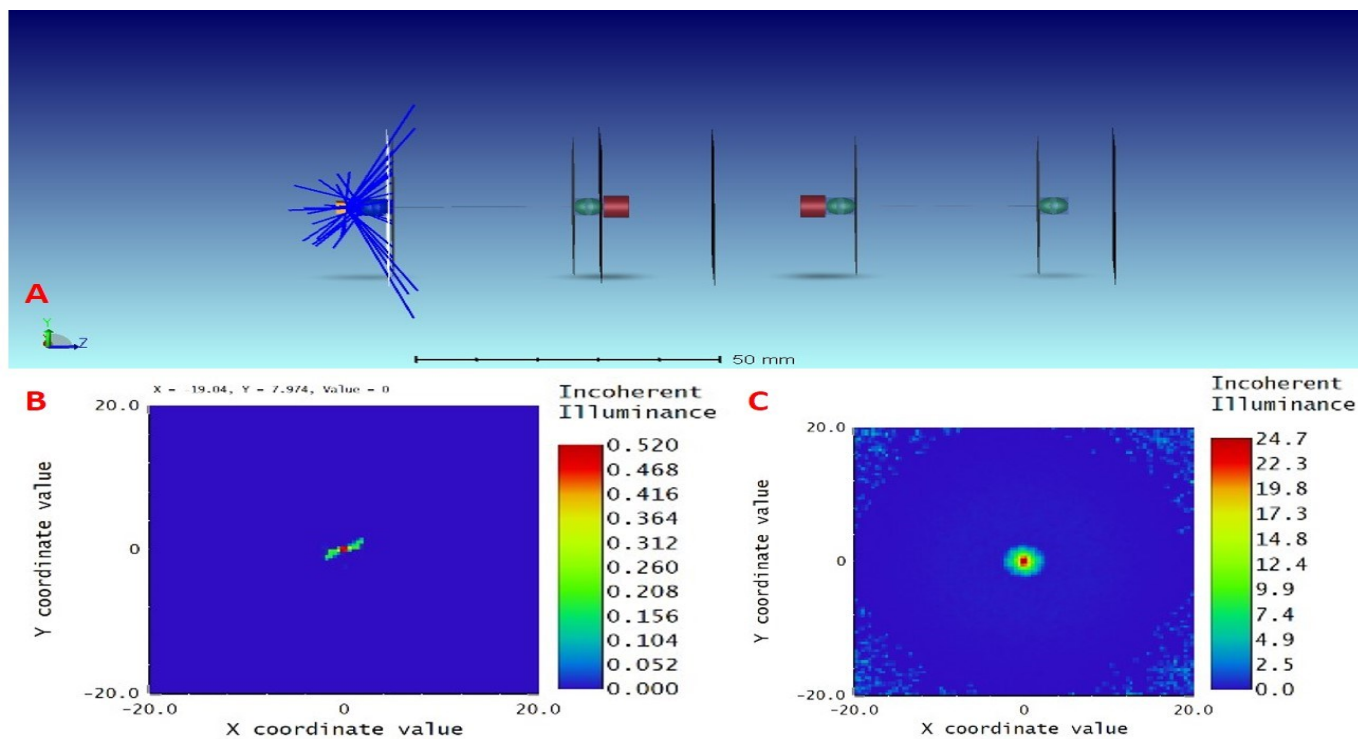 A
Y
Z
50 mm
B
X = -19.04, Y = 7.974, Value = 0
20.0
0
-20.0
Y coordinate value
-20.0
0
20.0
X coordinate value
Incoherent
Illuminance
0.520
0.468
0.416
0.364
0.312
0.260
0.208
0.156
0.104
0.052
0.000
C
20.0
0
-20.0
Y coordinate value
-20.0
0
20.0
X coordinate value
Incoherent
Illuminance
24.7
22.3
19.8
17.3
14.8
12.4
9.9
7.4
4.9
2.5
0.0